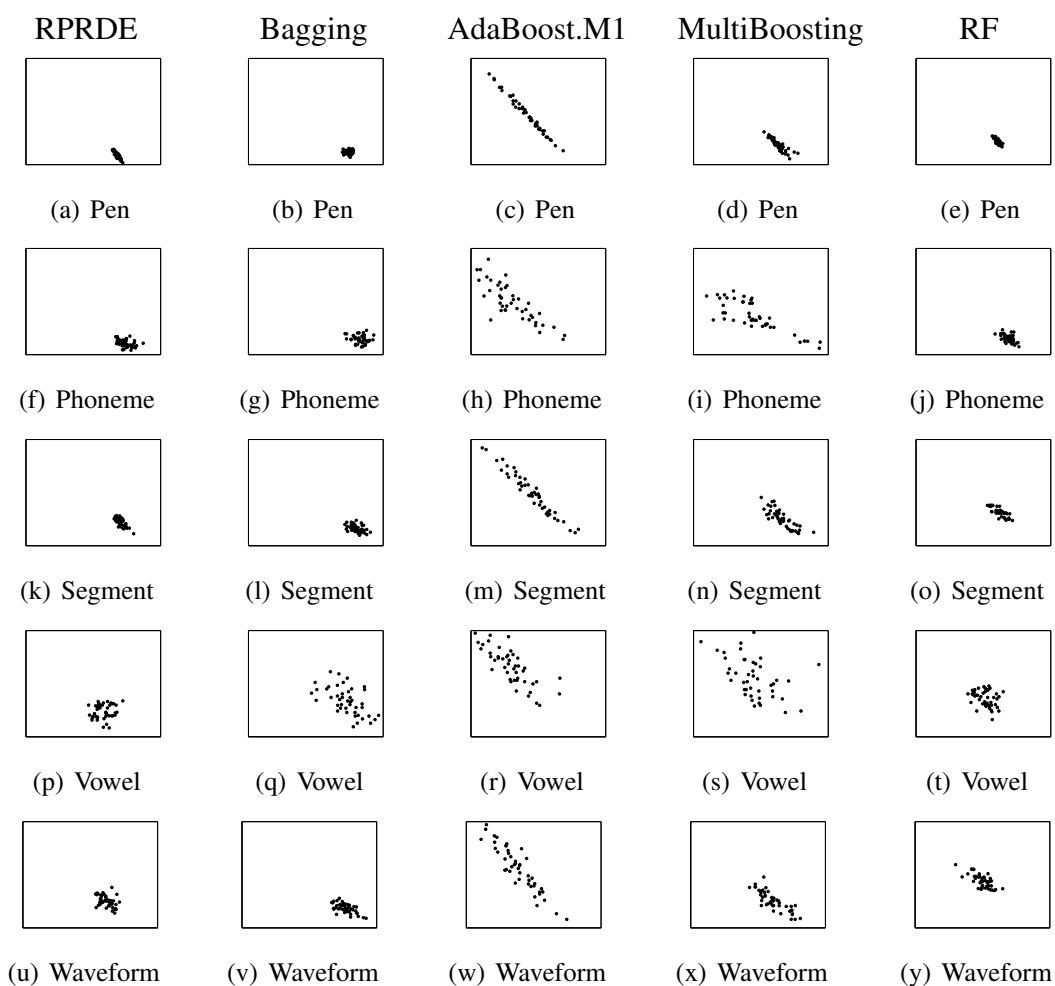 RPRDE Bagging AdaBoost.M1 MultiBoosting RF
(a) Pen (b) Pen (c) Pen (d) Pen (e) Pen
(f) Phoneme (g) Phoneme (h) Phoneme (i) Phoneme (j) Phoneme
(k) Segment (l) Segment (m) Segment (n) Segment (o) Segment
(p) Vowel (q) Vowel (r) Vowel (s) Vowel (t) Vowel
(u) Waveform (v) Waveform (w) Waveform (x) Waveform (y) Waveform